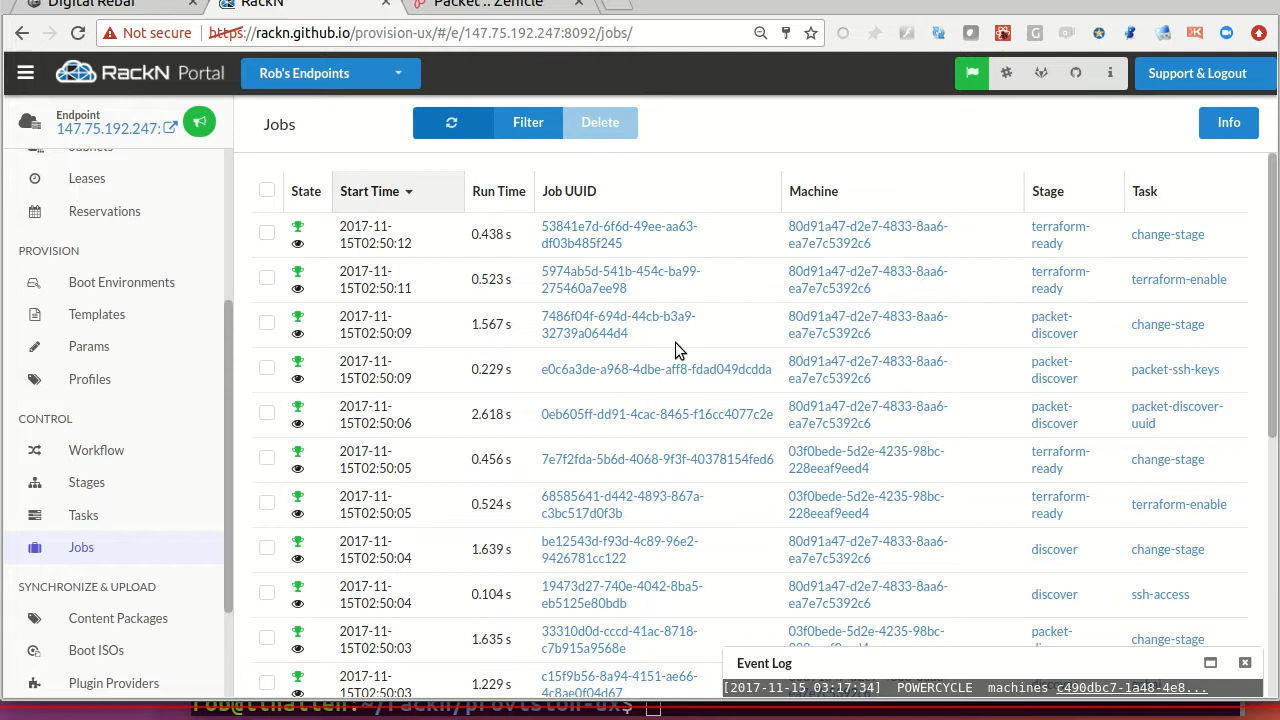 Digital Rebar
RackN
Packet .. Zenicle
Not secure
https://rackn.github.io/provision-ux/#/e/147.75.192.247:8092/jobs/
RackN Portal
Rob's Endpoints
Support & Logout
Endpoint
147.75.192.247:
Jobs
Filter
Delete
Info
Subnets
Leases
Reservations
PROVISION
Boot Environments
Templates
Params
Profiles
CONTROL
Workflow
Stages
Tasks
Jobs
SYNCHRONIZE & UPLOAD
Content Packages
Boot ISOs
Plugin Providers
State Start Time Run Time Job UUID Machine Stage Task
2017-11-15T02:50:12 0.438 s 53841e7d-6f6d-49ee-aa63-df03b485f245 80d91a47-d2e7-4833-8aa6-ea7e7c5392c6 terraform-ready change-stage
2017-11-15T02:50:11 0.523 s 5974ab5d-541b-454c-ba99-275460a7ee98 80d91a47-d2e7-4833-8aa6-ea7e7c5392c6 terraform-ready terraform-enable
2017-11-15T02:50:09 1.567 s 7486f04f-694d-44cb-b3a9-32739a0644d4 80d91a47-d2e7-4833-8aa6-ea7e7c5392c6 packet-discover change-stage
2017-11-15T02:50:09 0.229 s e0c6a3de-a968-4dbe-aff8-fdad049dcdda 80d91a47-d2e7-4833-8aa6-ea7e7c5392c6 packet-discover packet-ssh-keys
2017-11-15T02:50:06 2.618 s 0eb605ff-dd91-4cac-8465-f16cc4077c2e 80d91a47-d2e7-4833-8aa6-ea7e7c5392c6 packet-discover packet-discover-uuid
2017-11-15T02:50:05 0.456 s 7e7f2fda-5b6d-4068-9f3f-40378154fed6 03f0bede-5d2e-4235-98bc-228eeaf9eed4 terraform-ready change-stage
2017-11-15T02:50:05 0.524 s 68585641-d442-4893-867a-c3bc517d0f3b 03f0bede-5d2e-4235-98bc-228eeaf9eed4 terraform-ready terraform-enable
2017-11-15T02:50:04 1.639 s be12543d-f93d-4c89-96e2-9426781cc122 80d91a47-d2e7-4833-8aa6-ea7e7c5392c6 discover change-stage
2017-11-15T02:50:04 0.104 s 19473d27-740e-4042-8ba5-eb5125e80bdb 80d91a47-d2e7-4833-8aa6-ea7e7c5392c6 discover ssh-access
2017-11-15T02:50:03 1.635 s 33310d0d-cccd-41ac-8718-c7b915a9568e 03f0bede-5d2e-4235-98bc- packet- change-stage
2017-11-15T02:50:03 1.229 s c15f9b56-8a94-4151-ae66-4c8ae0f04d67
Event Log
[2017-11-15 03:17:34] POWERCYCLE machines c490dbc7-1a48-4e8...